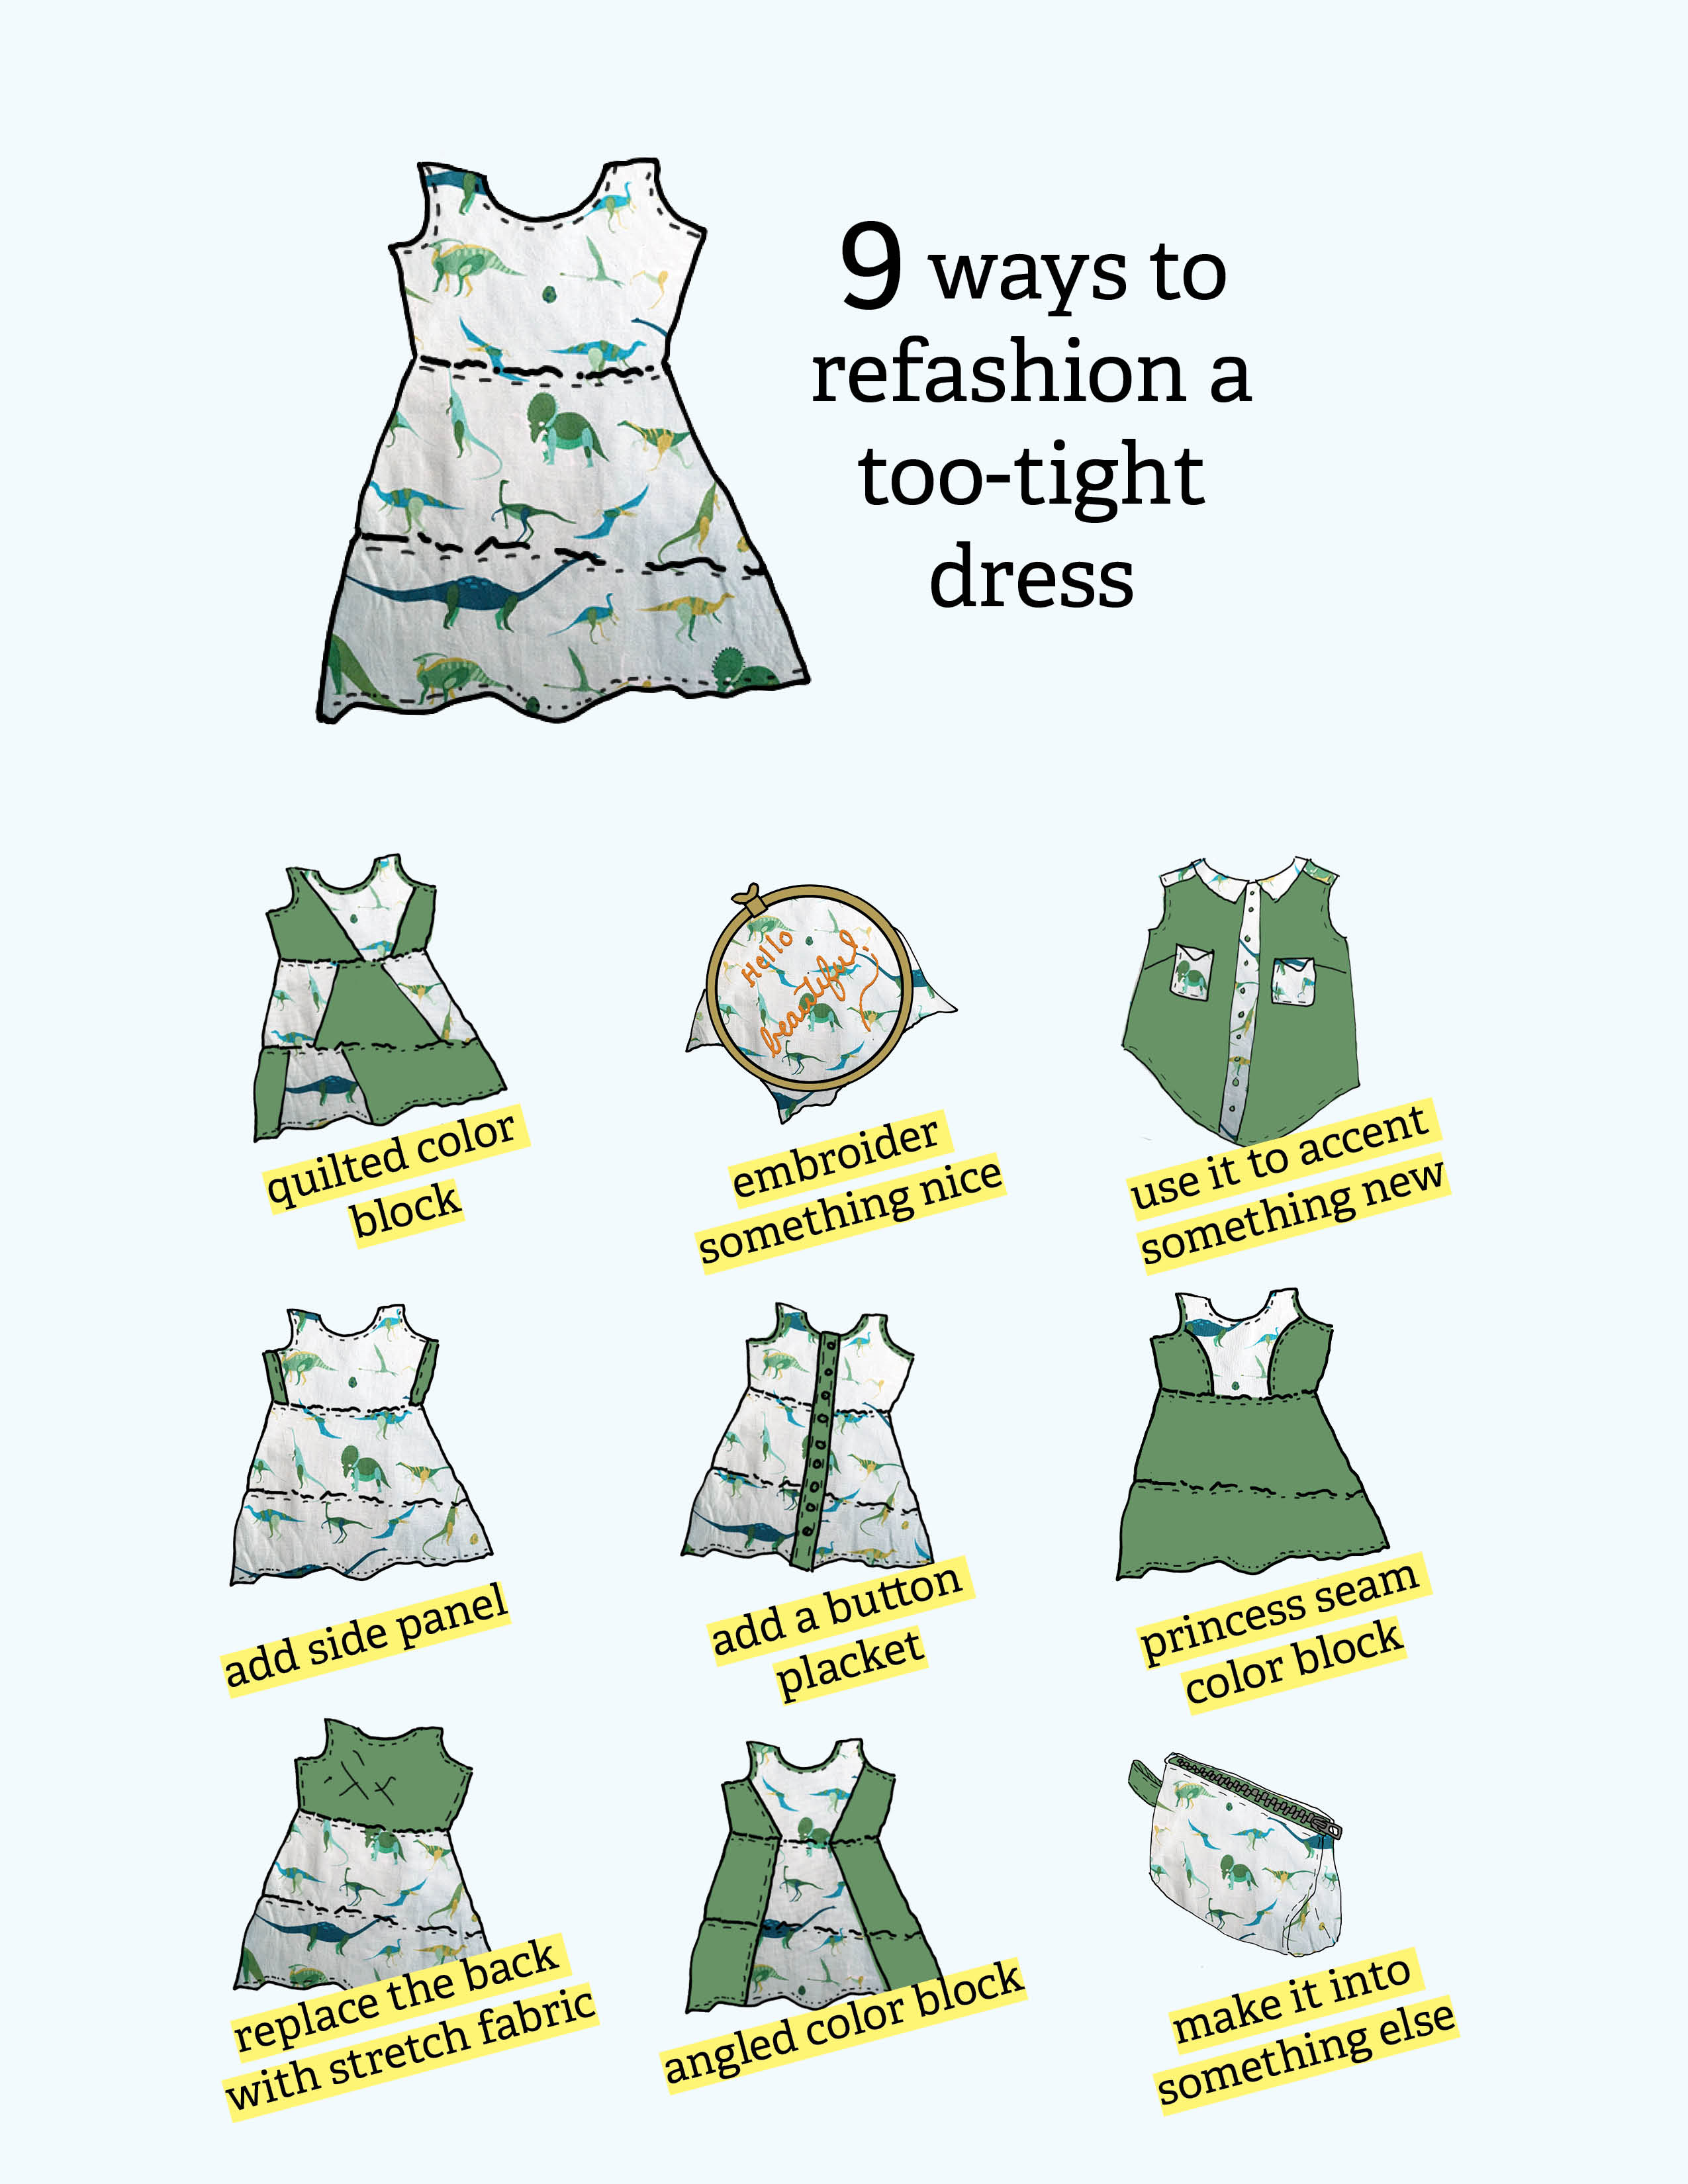 9 ways to
refashion a
too-tight
dress
Hello
beautiful!
quilted color
block
embroider
something nice
use it to accent
something new
add side panel
add a button
placket
princess seam
color block
replace the back
with stretch fabric
angled color block
make it into
something else